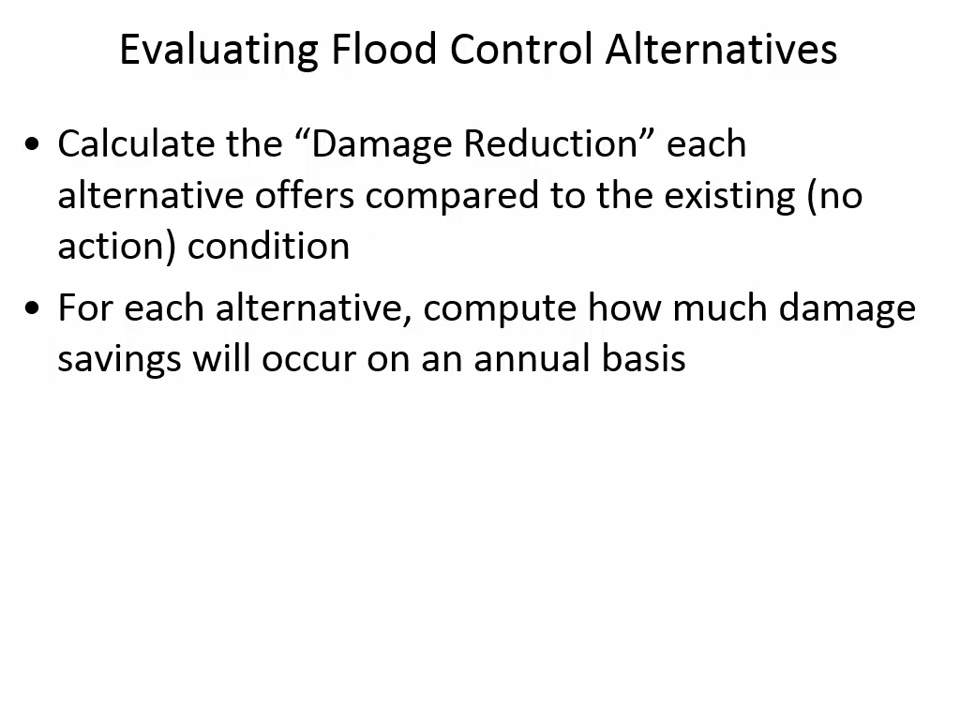 Evaluating Flood Control Alternatives
• Calculate the “Damage Reduction” each
alternative offers compared to the existing (no
action) condition
• For each alternative, compute how much damage
savings will occur on an annual basis